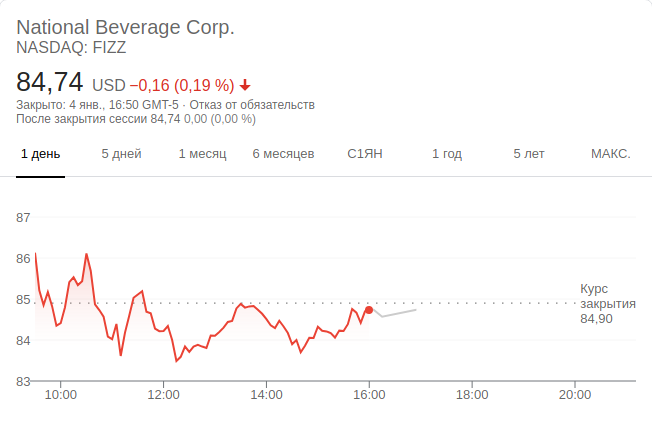 National Beverage Corp.
NASDAQ: FIZZ
84,74 USD −0,16 (0,19 %)
Закрыто: 4 янв., 16:50 GMT-5 · Отказ от обязательств
После закрытия сессии 84,74 0,00 (0,00 %)
1 день 5 дней 1 месяц 6 месяцев С1ЯН 1 год 5 лет МАКС.
87
86
85
84
83
Курс
закрытия
84,90
10:00 12:00 14:00 16:00 18:00 20:00